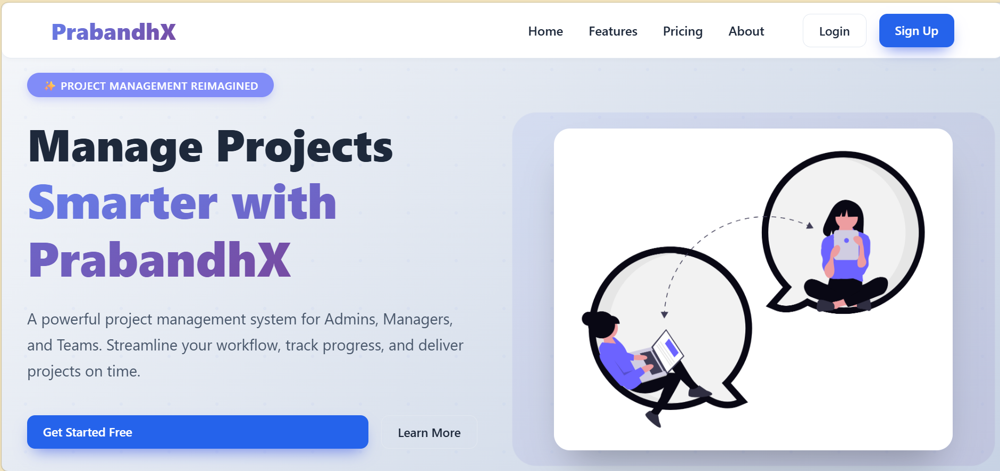 PrabandhX
Home
Features
Pricing
About
Login
Sign Up
✨ PROJECT MANAGEMENT REIMAGINED
Manage Projects
Smarter with
PrabandhX
A powerful project management system for Admins, Managers,
and Teams. Streamline your workflow, track progress, and deliver
projects on time.
Get Started Free
Learn More